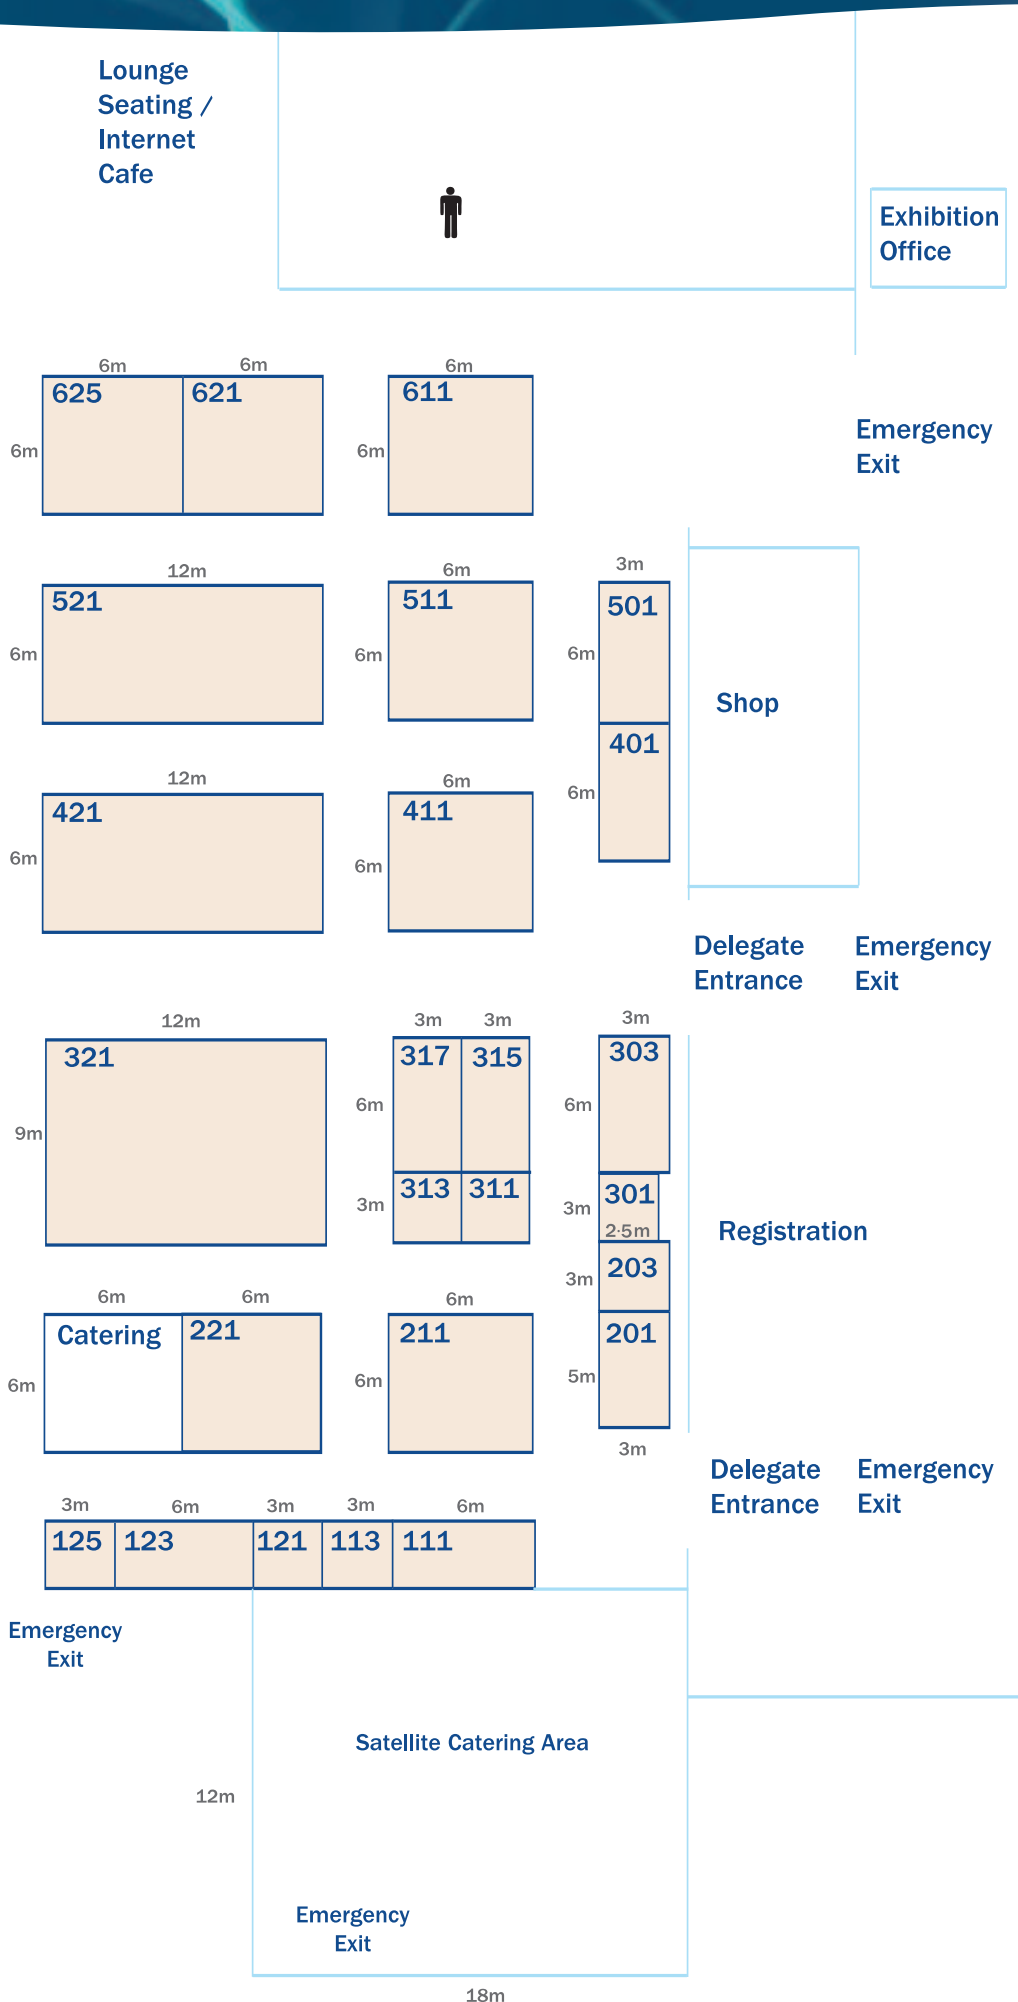 Lounge
Seating /
Internet
Cafe
Exhibition
Office
6m 6m 6m
625 621 611
6m 6m
Emergency
Exit
12m 6m 3m
521 511 501
6m 6m 6m
Shop
401
12m 6m
421 411
6m
6m 6m
Delegate
Entrance
Emergency
Exit
12m 3m 3m 3m
321 317 315 303
9m 6m 6m
313 311 301
3m 3m
2·5m
Registration
203
3m
6m 6m 6m
Catering 221 211 201
6m 6m 5m
3m
Delegate
Entrance
Emergency
Exit
3m 6m 3m 3m 6m
125 123 121 113 111
Emergency
Exit
Satellite Catering Area
12m
Emergency
Exit
18m